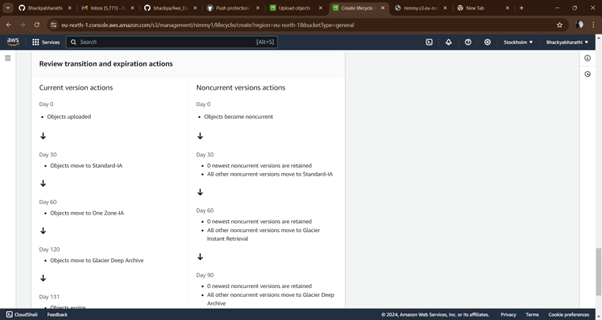 Bhackyabharathi
Inbox (5,771)
bhackya/Awe_E
Push protection
Upload objects
Create lifecycle
nimmy.s3.eu-n
New Tab
eu-north-1.console.aws.amazon.com/s3/management/nimmy1/lifecycle/create?region=eu-north-1&bucketType=general
aws
Services
Search
[Alt+S]
Stockholm
Bhackyabharathi
Review transition and expiration actions
Current version actions
Day 0
Objects uploaded
Day 30
Objects move to Standard-IA
Day 60
Objects move to One Zone-IA
Day 120
Objects move to Glacier Deep Archive
Day 131
Objects expire
Noncurrent versions actions
Day 0
Objects become noncurrent
Day 30
0 newest noncurrent versions are retained
All other noncurrent versions move to Standard-IA
Day 60
0 newest noncurrent versions are retained
All other noncurrent versions move to Glacier
Instant Retrieval
Day 90
0 newest noncurrent versions are retained
All other noncurrent versions move to Glacier Deep
Archive
CloudShell
Feedback
© 2024, Amazon Web Services, Inc. or its affiliates.
Privacy
Terms
Cookie preferences